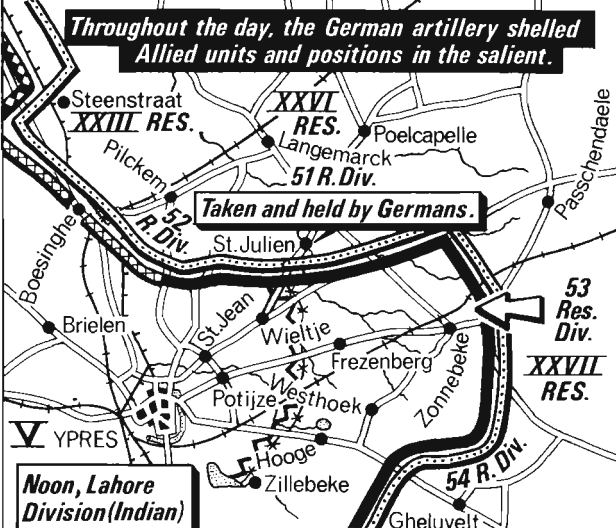 Throughout the day, the German artillery shelled
Allied units and positions in the salient.
Steenstraat
XXIII RES.
XXVI
RES.
Poelcapelle
Langemarck
Pilckem
51 R. Div.
Passchendaele
52.
R. Div.
Taken and held by Germans.
Boesinghe
St. Julien
53
Res.
Div.
Brielen
St. Jean
Wieltje
Frezenberg
Zonnebeke
XXVII
RES.
Potijze
Westhoek
V YPRES
Hooge
54 R. Div.
Noon, Lahore
Division (Indian)
Zillebeke
Gheluvelt